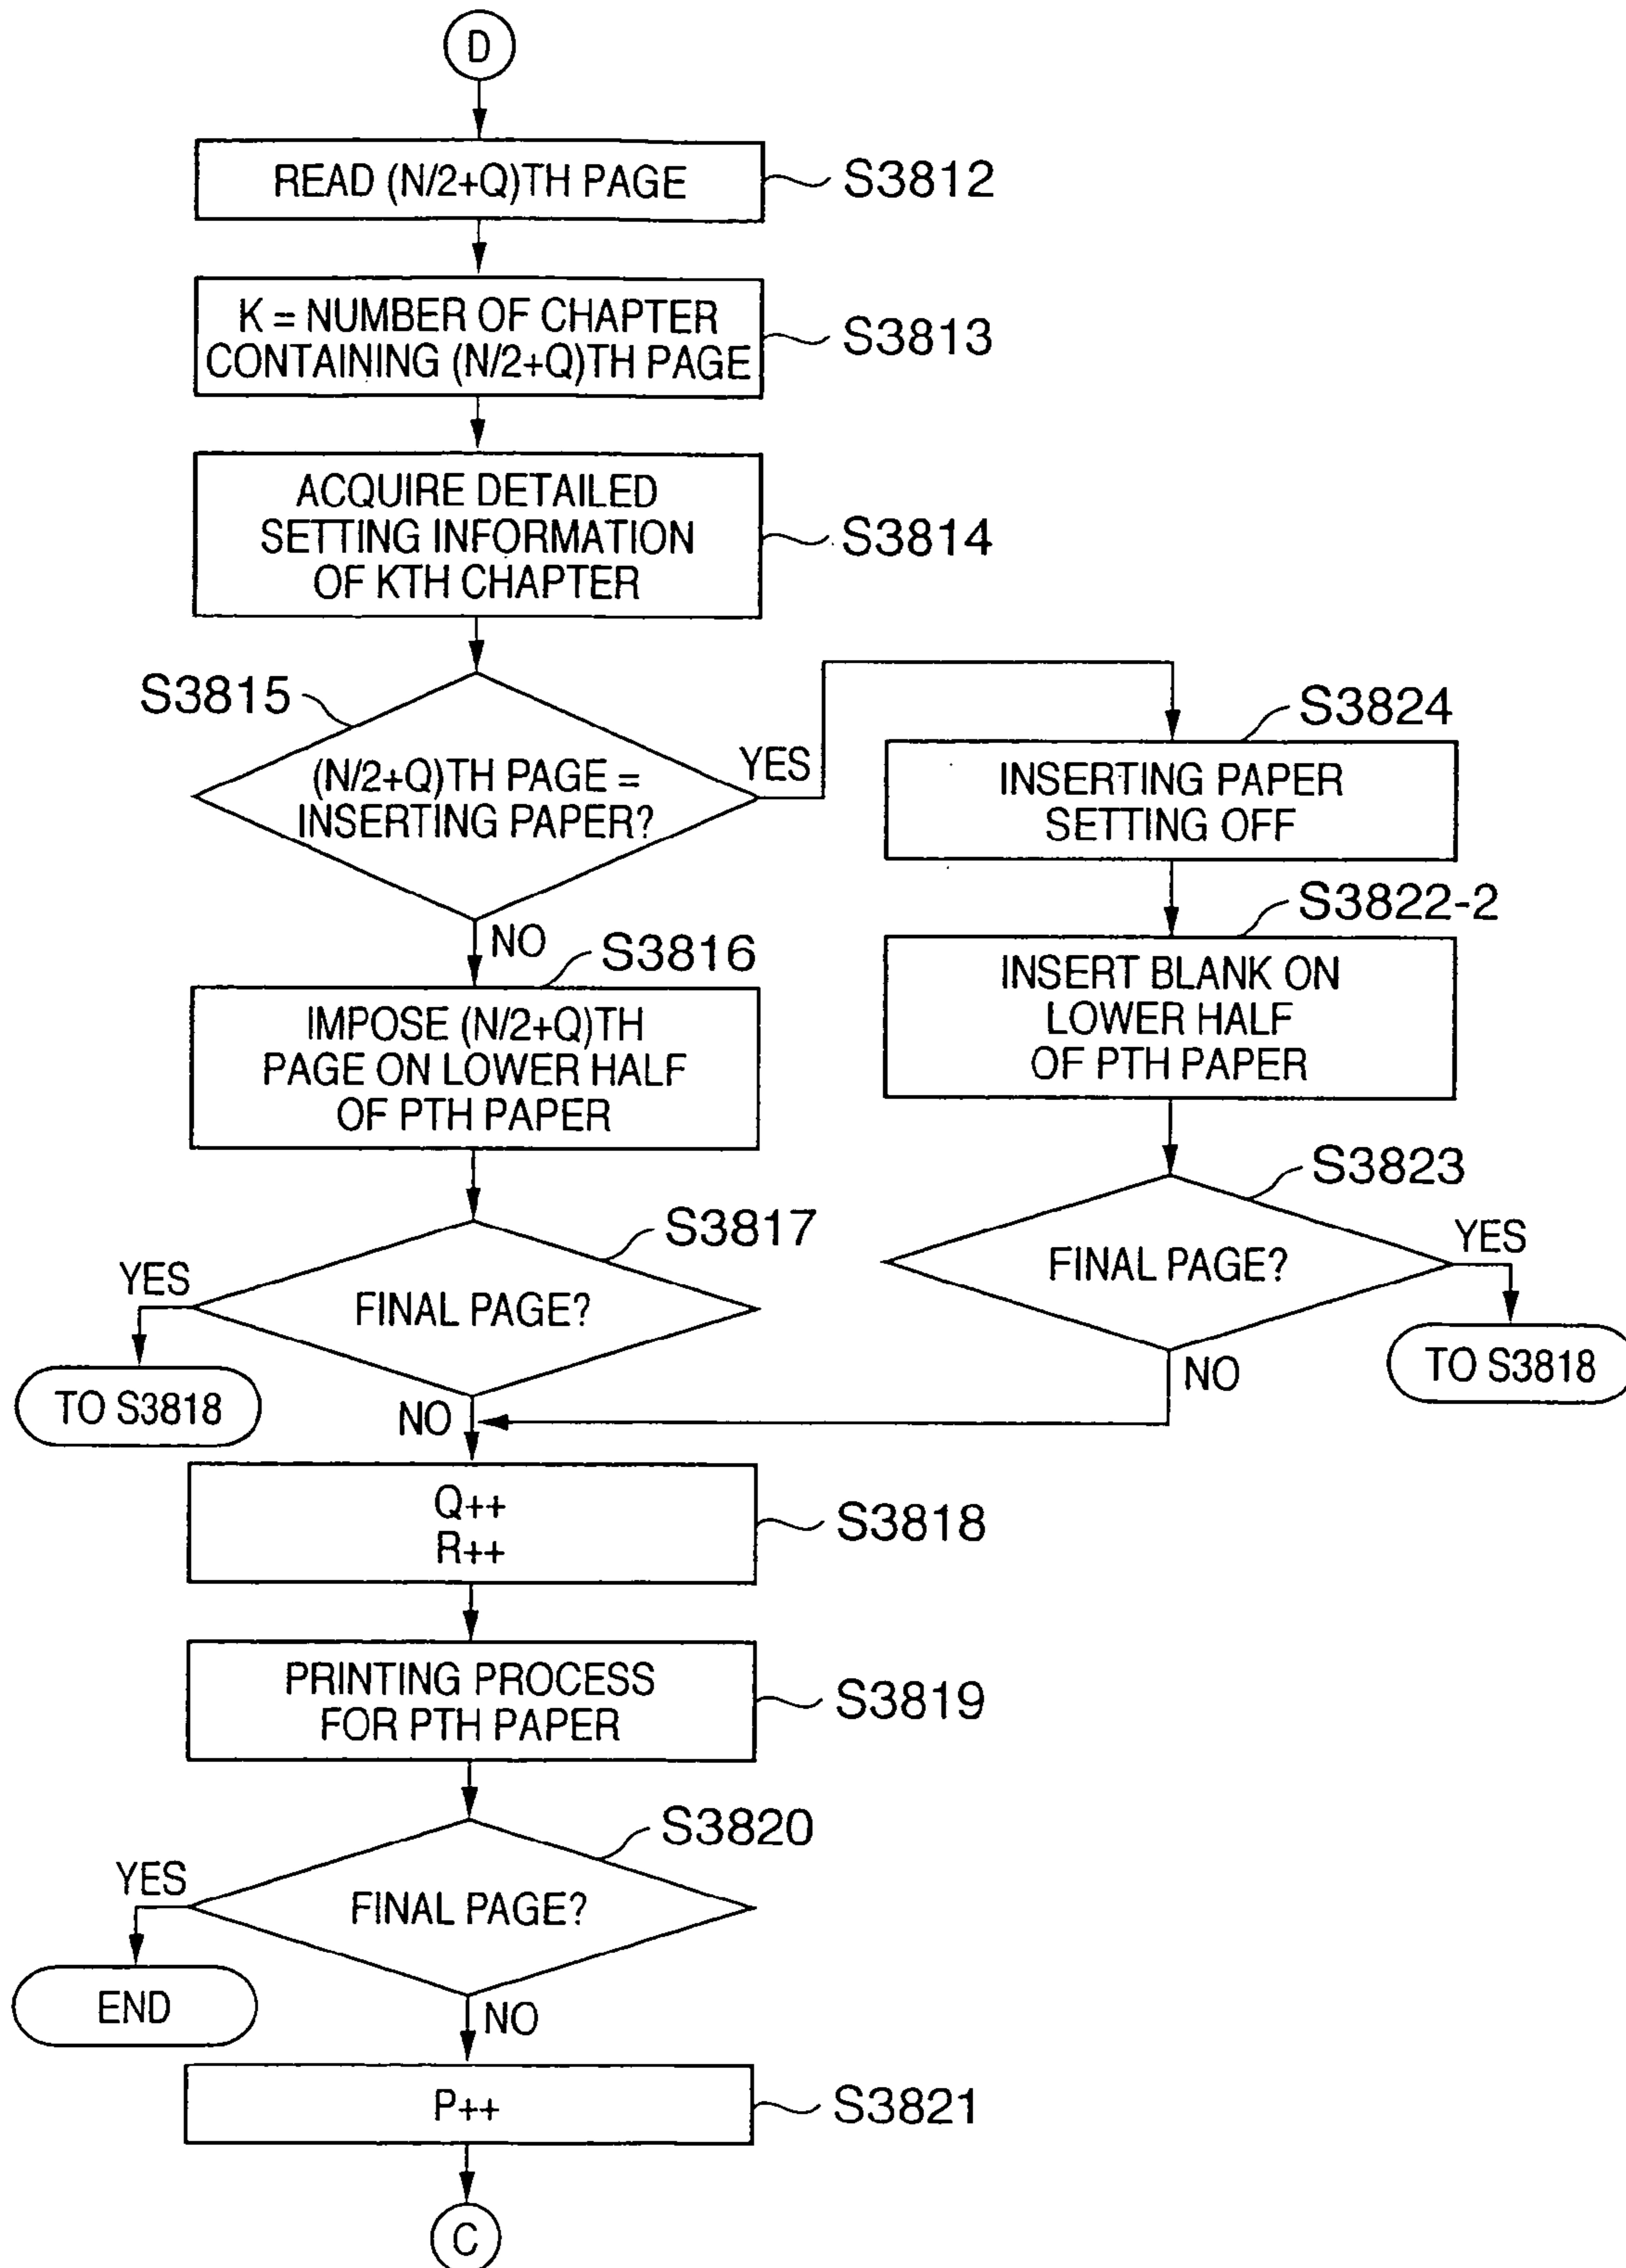 D
READ (N/2+Q)TH PAGE
S3812
K = NUMBER OF CHAPTER
CONTAINING (N/2+Q)TH PAGE
S3813
ACQUIRE DETAILED
SETTING INFORMATION
OF KTH CHAPTER
S3814
S3815
(N/2+Q)TH PAGE =
INSERTING PAPER?
YES
NO
S3824
INSERTING PAPER
SETTING OFF
S3822-2
INSERT BLANK ON
LOWER HALF
OF PTH PAPER
S3816
IMPOSE (N/2+Q)TH
PAGE ON LOWER HALF
OF PTH PAPER
S3823
FINAL PAGE?
YES
TO S3818
NO
S3817
FINAL PAGE?
YES
TO S3818
NO
Q++
R++
S3818
PRINTING PROCESS
FOR PTH PAPER
S3819
S3820
FINAL PAGE?
YES
END
NO
P++
S3821
C